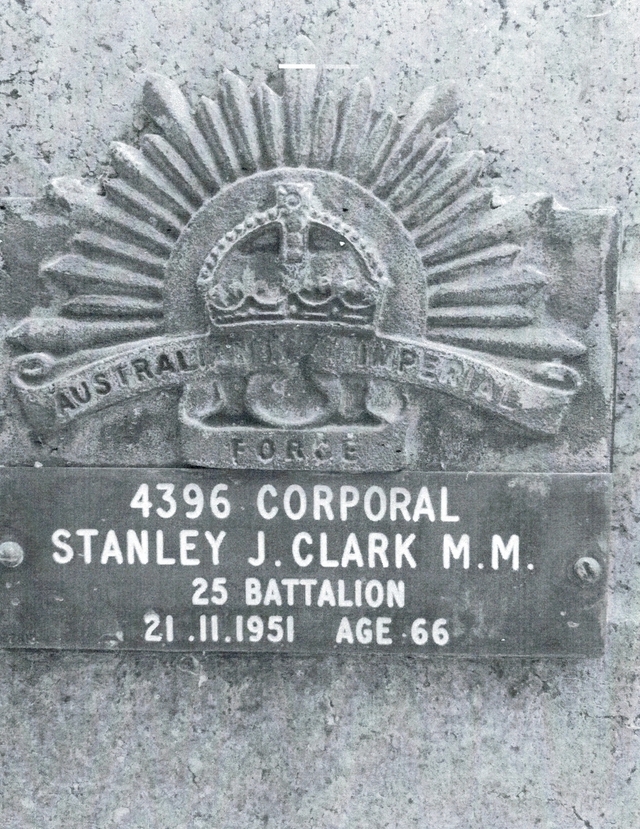 AUSTRALIAN IMPERIAL
FORCE
4396 CORPORAL
STANLEY J. CLARK M.M.
25 BATTALION
21.11.1951 AGE 66